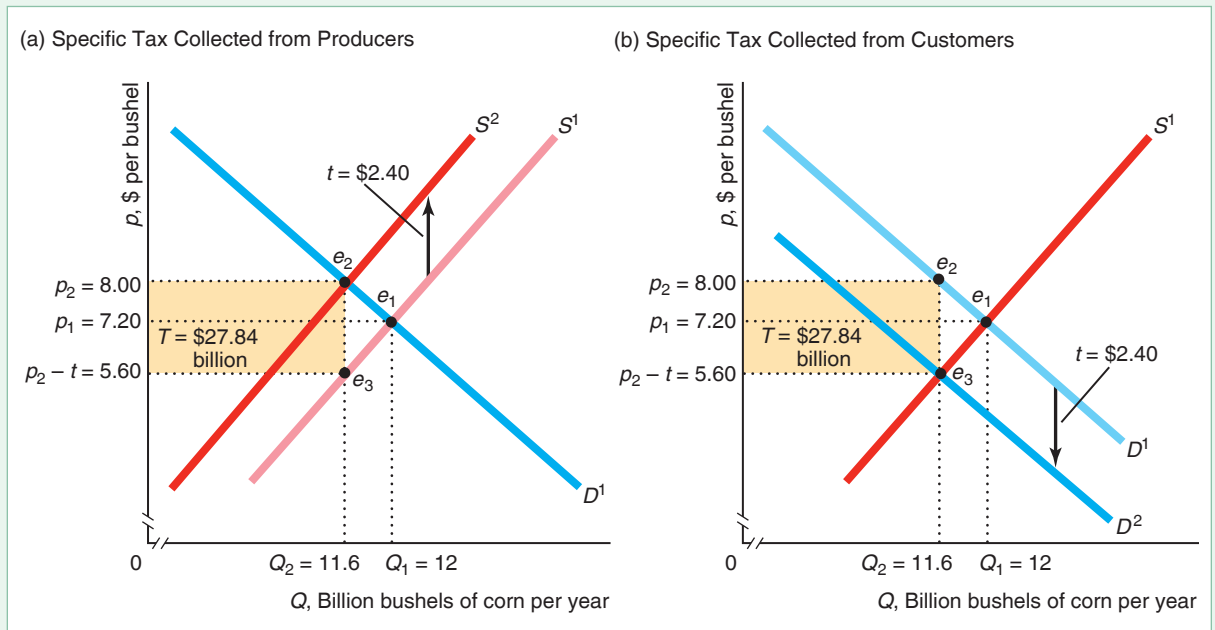 (a) Specific Tax Collected from Producers
p, $ per bushel
S²
S¹
t = $2.40
e₂
p₂ = 8.00
e₁
p₁ = 7.20
T = $27.84
billion
p₂ – t = 5.60
e₃
D¹
0
Q₂ = 11.6
Q₁ = 12
Q, Billion bushels of corn per year
(b) Specific Tax Collected from Customers
p, $ per bushel
S¹
e₂
p₂ = 8.00
e₁
p₁ = 7.20
T = $27.84
billion
t = $2.40
p₂ – t = 5.60
e₃
D¹
D²
0
Q₂ = 11.6
Q₁ = 12
Q, Billion bushels of corn per year